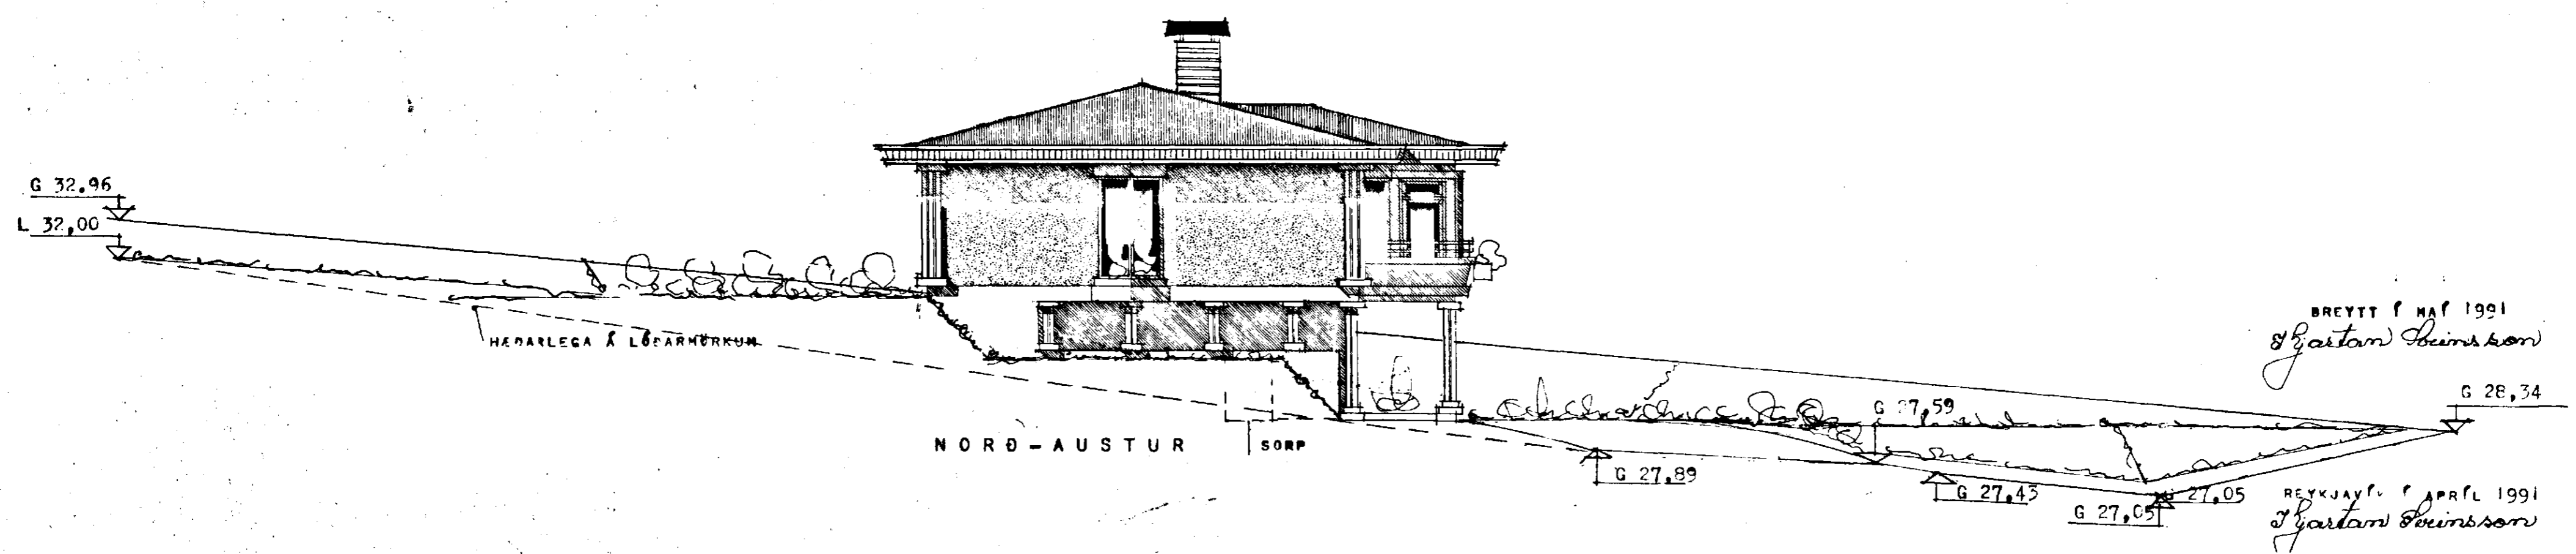 G 32,96
L 32,00
HÆÐARLEGA Á LÓÐARMÖRKUM
NORÐ-AUSTUR
SORP
G 27,89
G 27,59
G 27,43
G 27,05
G 27,05
G 28,34
BREYTT Í MAÍ 1991
Kjartan Sveinsson
REYKJAVÍK Í APRÍL 1991
Kjartan Sveinsson